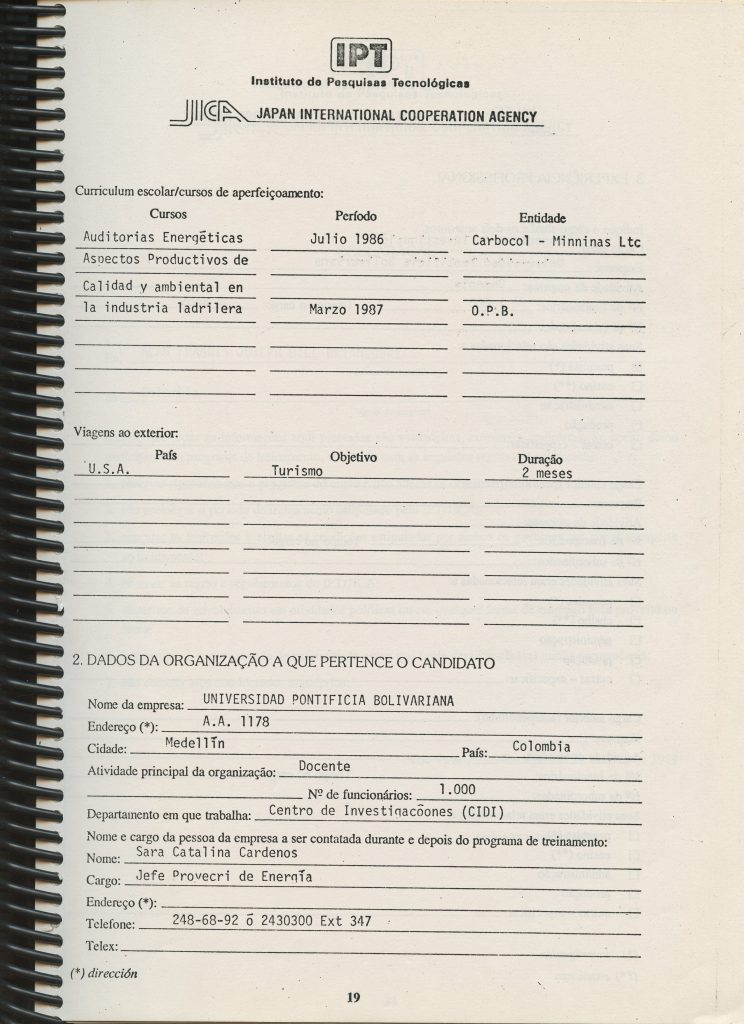 IPT
Instituto de Pesquisas Tecnológicas
JICA JAPAN INTERNATIONAL COOPERATION AGENCY
Curriculum escolar/cursos de aperfeiçoamento:
Cursos Período Entidade
Auditorias Energéticas Julio 1986 Carbocol - Minninas Ltc
Aspectos Productivos de
Calidad y ambiental en
la industria ladrilera Marzo 1987 O.P.B.
Viagens ao exterior:
País Objetivo Duração
U.S.A. Turismo 2 meses
2. DADOS DA ORGANIZAÇÃO A QUE PERTENCE O CANDIDATO
Nome da empresa: UNIVERSIDAD PONTIFICIA BOLIVARIANA
Endereço (*): A.A. 1178
Cidade: Medellín País: Colombia
Atividade principal da organização: Docente
Nº de funcionários: 1.000
Departamento em que trabalha: Centro de Investigacöones (CIDI)
Nome e cargo da pessoa da empresa a ser contatada durante e depois do programa de treinamento:
Nome: Sara Catalina Cardenos
Cargo: Jefe Provecri de Energía
Endereço (*):
Telefone: 248-68-92 ó 2430300 Ext 347
Telex:
(*) dirección
19